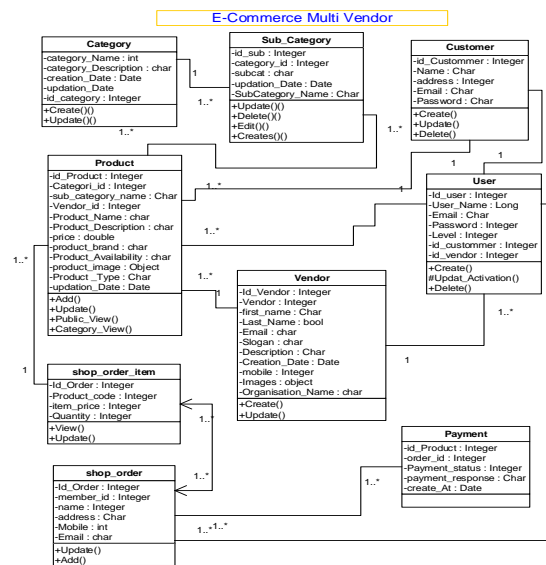 E-Commerce Multi Vendor
Category
-category_Name : int
-category_Description : char
-creation_Date : Date
-updation_Date
-id_category : Integer
+Create()()
+Update()()
Sub_Category
-id_sub : Integer
-category_id : Integer
-subcat : char
-updation_Date : Date
-SubCategory_Name : Char
+Update()()
+Delete()()
+Edit()()
+Creates()()
Custtomer
-id_Custtommer : Integer
-Name : Char
-address : Integer
-Email : Char
-Password : Char
+Create()
+Update()
+Delete()
1
1..*
1..*
1..*
1
Product
-id_Product : Integer
-Categori_id : Integer
-sub_category_name : Char
-Vendor_id : Integer
-Product_Name : char
-Product_Description : char
-price : double
-product_brand : char
-Product_Availability : char
-product_image : Object
-Product _Type : Char
-updation_Date : Date
+Add()
+Update()
+Public_View()
+Category_View()
1..*
1
1..*
1..*
1
1..*
User
-Id_user : Integer
-User_Name : Long
-Email : Char
-Password : Integer
-Level : Integer
-id_custommer : Integer
-id_vendor : Integer
+Create()
#Updat_Activation()
+Delete()
1..*
1
Vendor
-Id_Vendor : Integer
-Vendor : Integer
-first_name : Char
-Last_Name : bool
-Email : char
-Slogan : char
-Description : Char
-Creation_Date : Date
-mobile : Integer
-Images : object
-Organisation_Name : char
+Create()
+Update()
1
shop_order_item
-Id_Order : Integer
-Product_code : Integer
-item_price : Integer
-Quantity : Integer
+View()
+Update()
1..*
1..*
shop_order
-Id_Order : Integer
-member_id : Integer
-name : Integer
-address : Char
-Mobile : int
-Email : char
+Update()
+Add()
Payment
-id_Product : Integer
-order_id : Integer
-Payment_status : Integer
-payment_response : Char
-create_At : Date
1..*
1..*
1..*